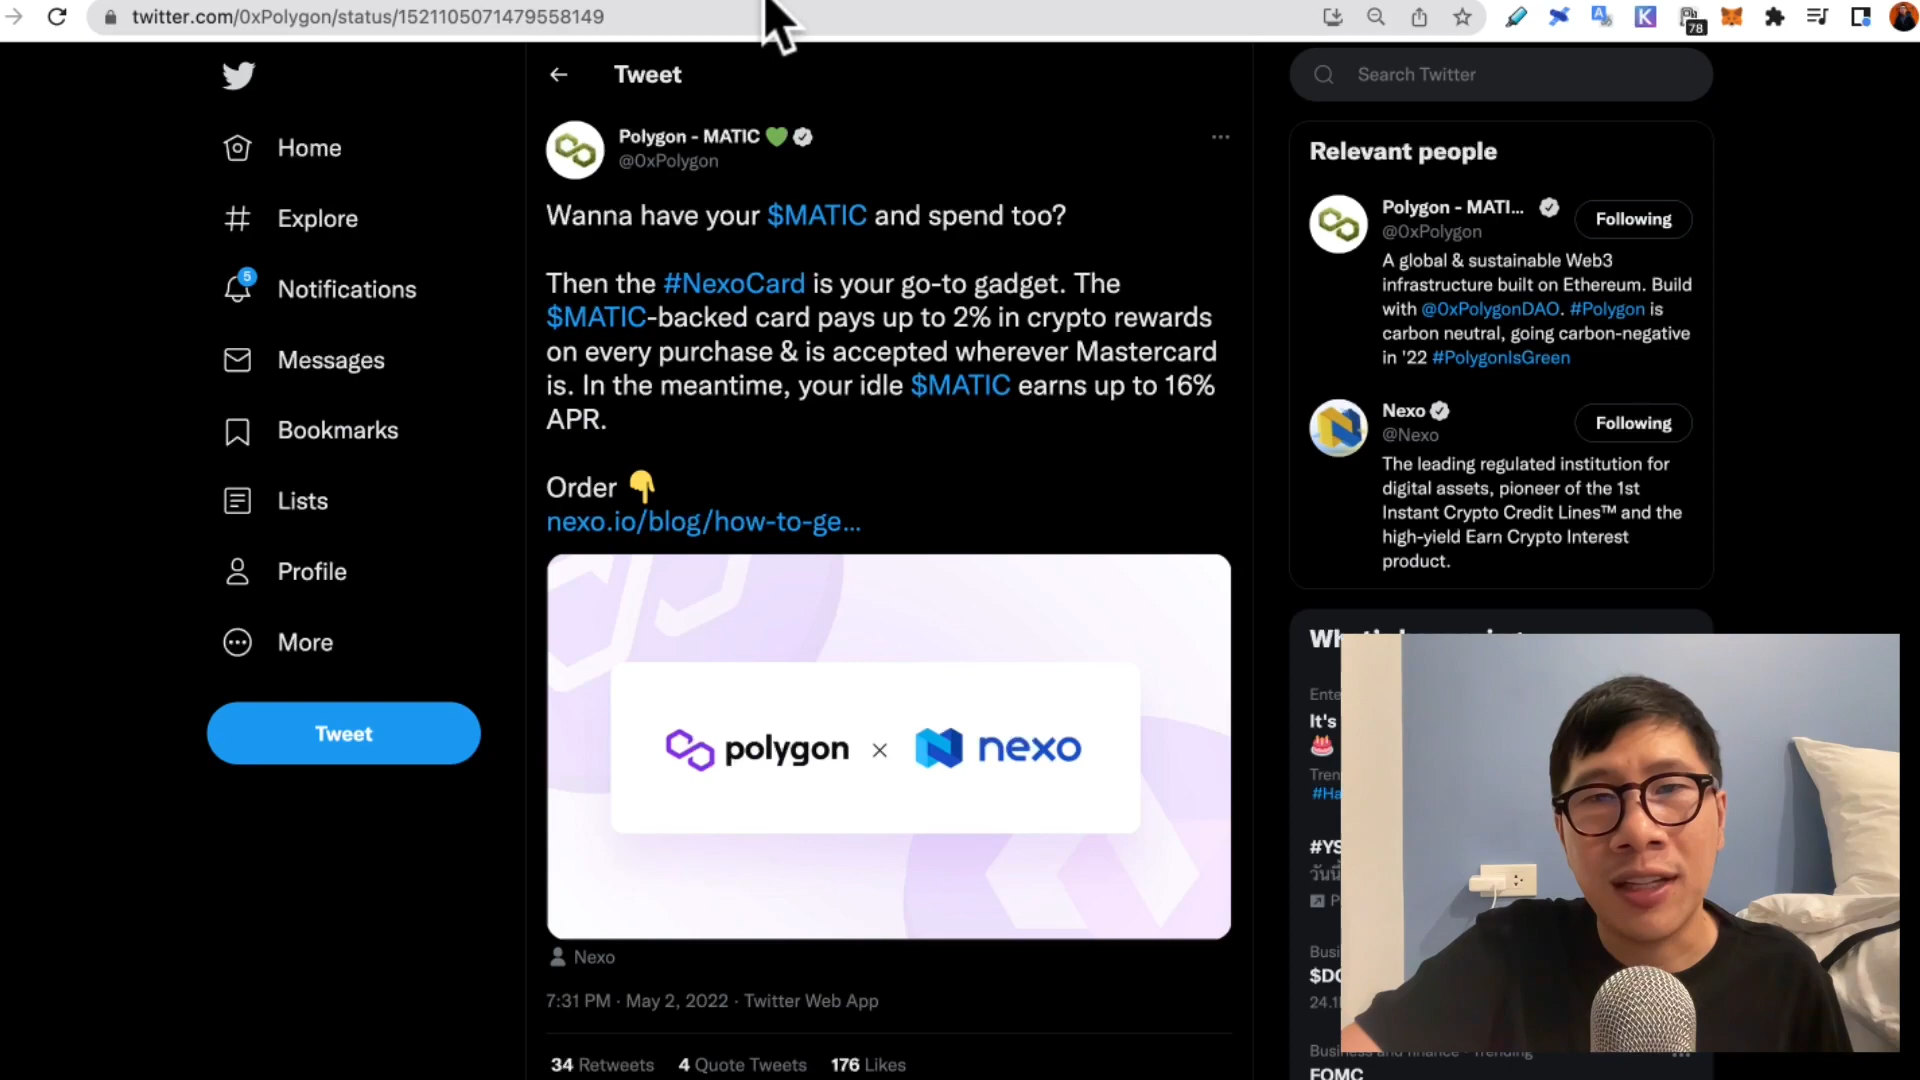 twitter.com/0xPolygon/status/1521105071479558149
78
Tweet
Search Twitter
Home
Explore
5
Notifications
Messages
Bookmarks
Lists
Profile
More
Tweet
Polygon - MATIC 💚
@0xPolygon
Wanna have your $MATIC and spend too?
Then the #NexoCard is your go-to gadget. The
$MATIC-backed card pays up to 2% in crypto rewards
on every purchase & is accepted wherever Mastercard
is. In the meantime, your idle $MATIC earns up to 16%
APR.
Order 👇
nexo.io/blog/how-to-ge...
polygon × nexo
Nexo
7:31 PM · May 2, 2022 · Twitter Web App
34 Retweets 4 Quote Tweets 176 Likes
Relevant people
Polygon - MATI...
Following
@0xPolygon
A global & sustainable Web3
infrastructure built on Ethereum. Build
with @0xPolygonDAO. #Polygon is
carbon neutral, going carbon-negative
in '22 #PolygonIsGreen
Nexo
Following
@Nexo
The leading regulated institution for
digital assets, pioneer of the 1st
Instant Crypto Credit Lines™ and the
high-yield Earn Crypto Interest
product.
It's
Business and finance · Trending
FOMC